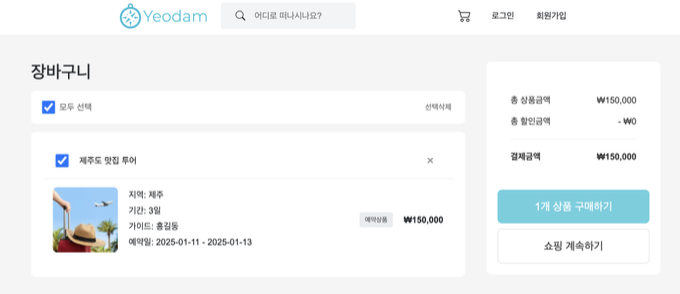 Yeodam
어디로 떠나시나요?
로그인
회원가입
장바구니
모두 선택
선택삭제
제주도 맛집 투어
지역: 제주
기간: 3일
가이드: 홍길동
예약일: 2025-01-11 - 2025-01-13
예약상품
₩150,000
총 상품금액 ₩150,000
총 할인금액 - ₩0
결제금액 ₩150,000
1개 상품 구매하기
쇼핑 계속하기